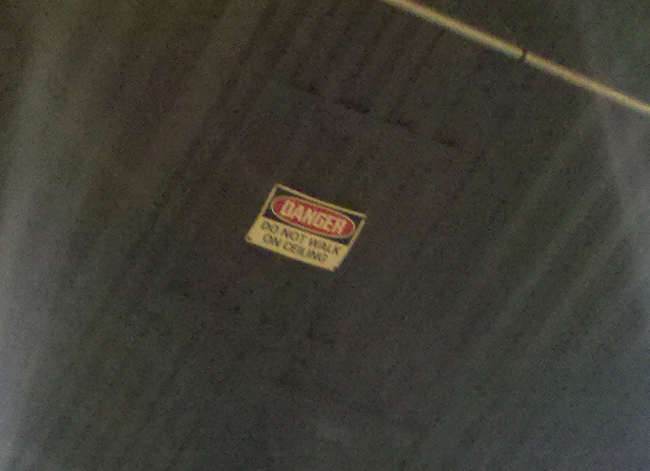 DANGER
DO NOT WALK
ON CEILING